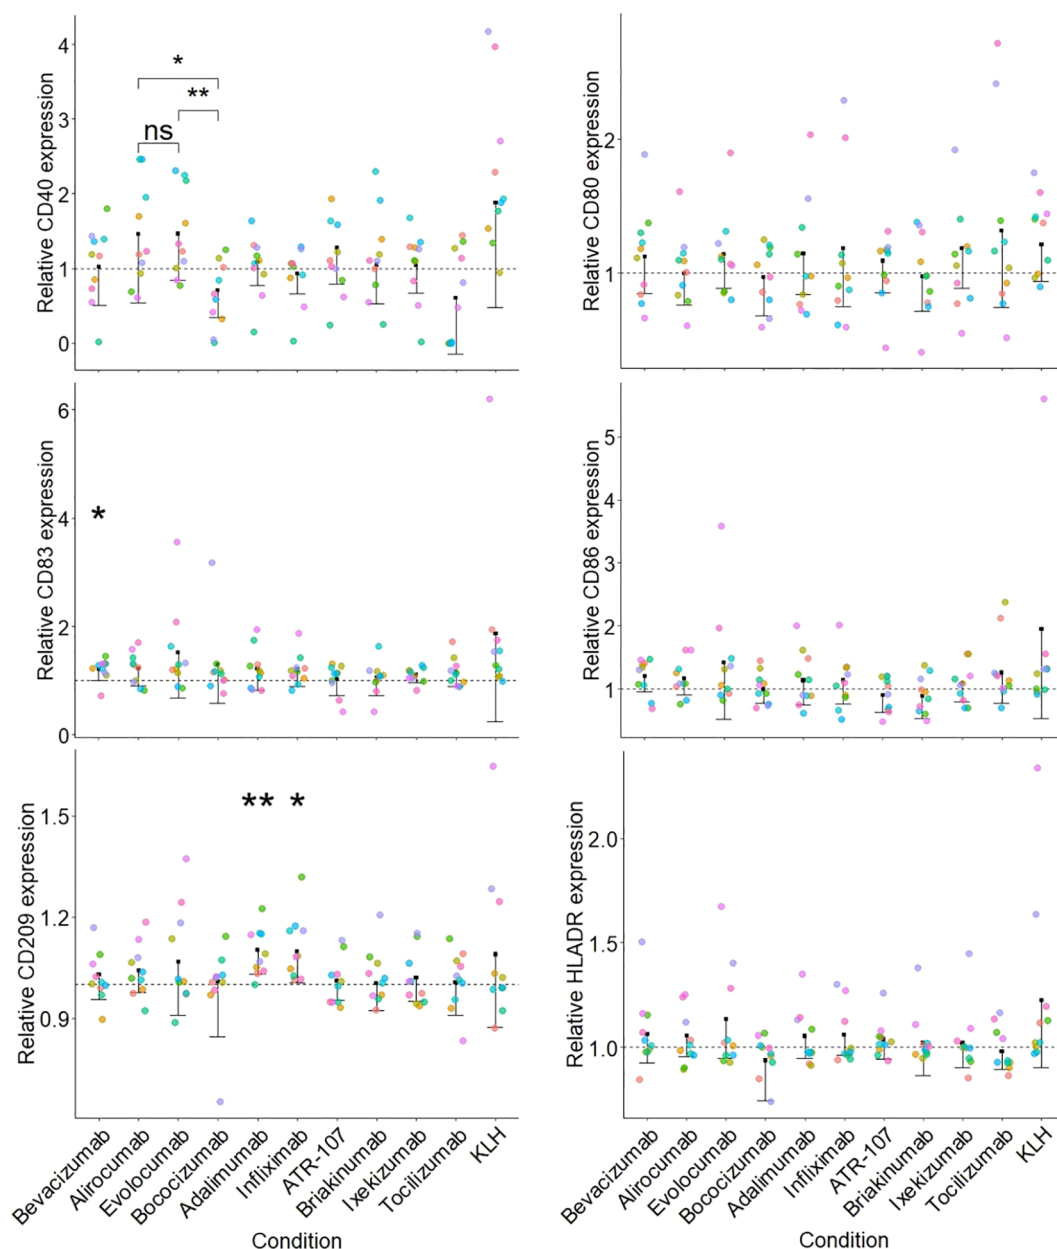 Relative CD40 expression
4
3
2
1
0
*
**
ns
Relative CD80 expression
2
1
Relative CD83 expression
6
4
2
0
*
Relative CD86 expression
5
4
3
2
1
Relative CD209 expression
1.5
1.2
0.9
** *
Relative HLADR expression
2.0
1.5
1.0
Bevacizumab
Alirocumab
Evolocumab
Bococizumab
Adalimumab
Infliximab
ATR-107
Briakinumab
Ixekizumab
Tocilizumab
KLH
Condition
Bevacizumab
Alirocumab
Evolocumab
Bococizumab
Adalimumab
Infliximab
ATR-107
Briakinumab
Ixekizumab
Tocilizumab
KLH
Condition